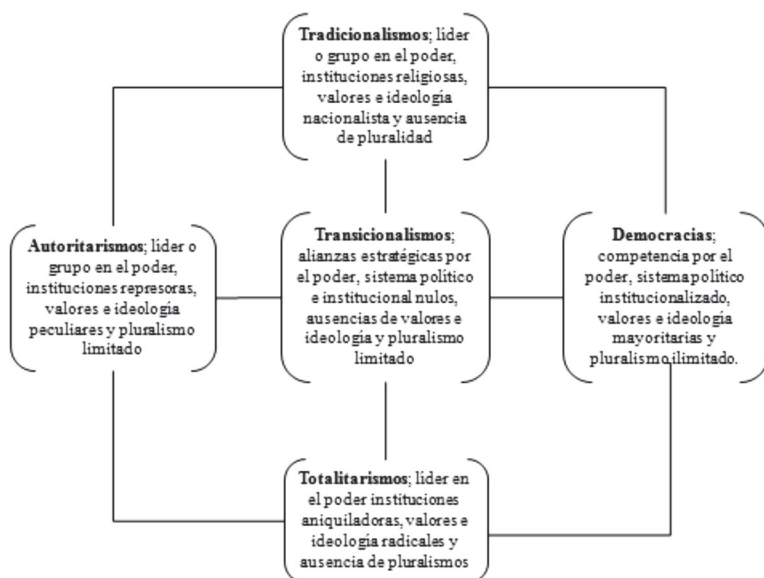 Tradicionalismos; líder
o grupo en el poder,
instituciones religiosas,
valores e ideología
nacionalista y ausencia
de pluralidad
Autoritarismos; líder o
grupo en el poder,
instituciones represoras,
valores e ideología
peculiares y pluralismo
limitado
Transicionalismos;
alianzas estratégicas por
el poder, sistema político
e institucional nulos,
ausencias de valores e
ideología y pluralismo
limitado
Democracias;
competencia por el
poder, sistema político
institucionalizado,
valores e ideología
mayoritarias y
pluralismo ilimitado.
Totalitarismos; líder en
el poder instituciones
aniquiladoras, valores e
ideología radicales y
ausencia de pluralismos